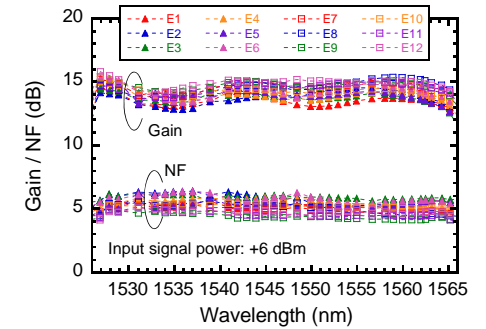 E1 E4 E7 E10
E2 E5 E8 E11
E3 E6 E9 E12
20
15
10
5
0
Gain / NF (dB)
Gain
NF
Input signal power: +6 dBm
1530 1535 1540 1545 1550 1555 1560 1565
Wavelength (nm)